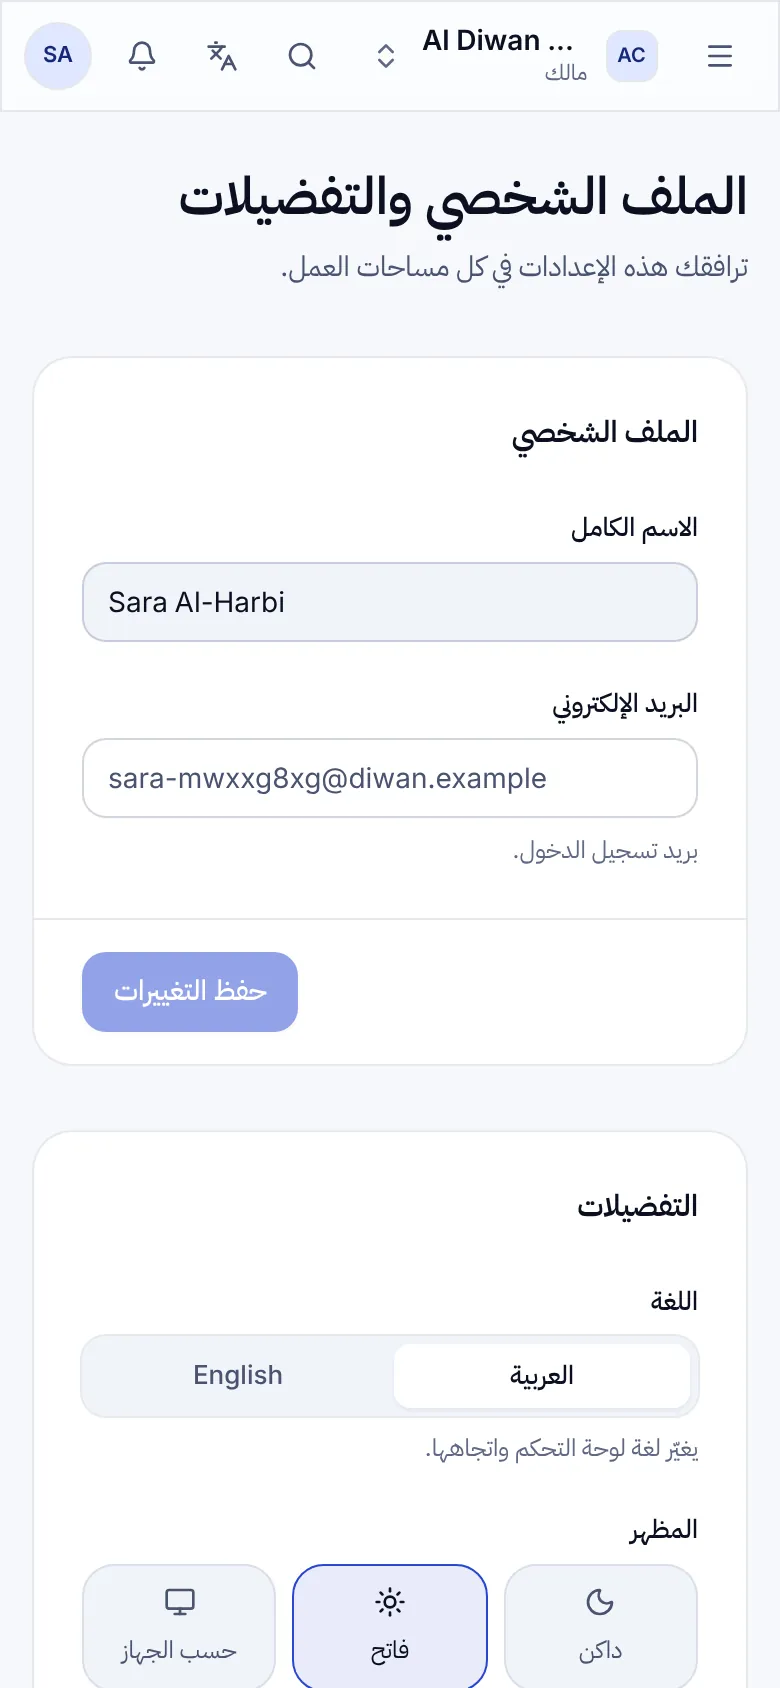 AC
Al Diwan ...
مالك
SA
الملف الشخصي والتفضيلات
ترافقك هذه الإعدادات في كل مساحات العمل.
الملف الشخصي
الاسم الكامل
Sara Al-Harbi
البريد الإلكتروني
sara-mwxxg8xg@diwan.example
بريد تسجيل الدخول.
حفظ التغييرات
التفضيلات
اللغة
العربية English
يغيّر لغة لوحة التحكم واتجاهها.
المظهر
داكن فاتح حسب الجهاز